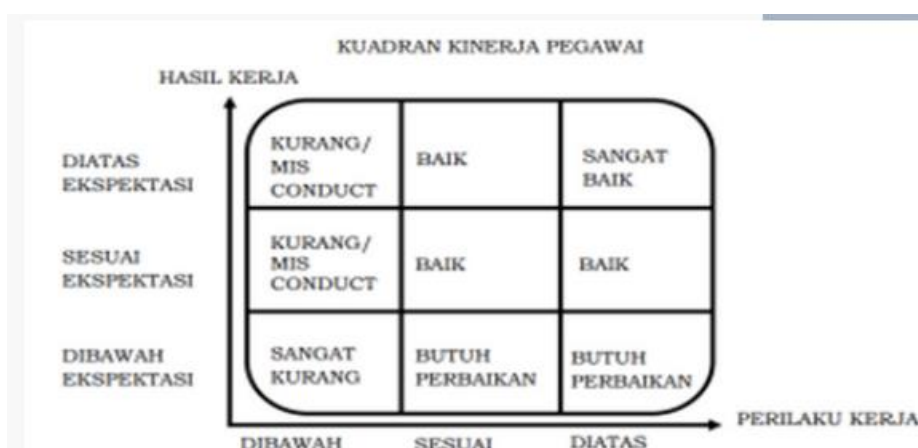 KUADRAN KINERJA PEGAWAI
HASIL KERJA
DIATAS
EKSPEKTASI
KURANG/
MIS
CONDUCT
BAIK
SANGAT
BAIK
SESUAI
EKSPEKTASI
KURANG/
MIS
CONDUCT
BAIK
BAIK
DIBAWAH
EKSPEKTASI
SANGAT
KURANG
BUTUH
PERBAIKAN
BUTUH
PERBAIKAN
PERILAKU KERJA
DIBAWAH
SESUAI
DIATAS